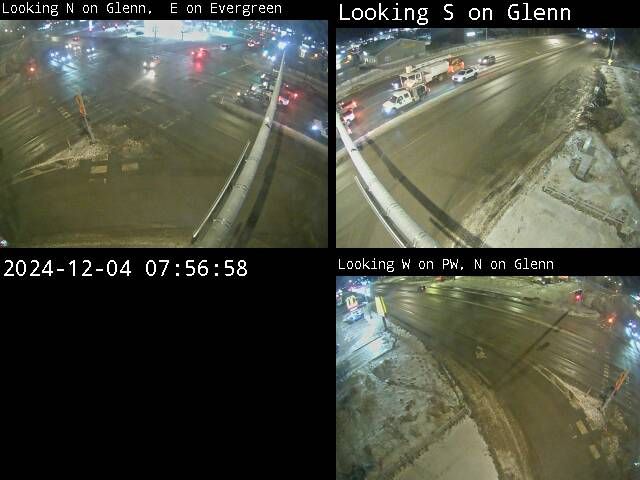 Looking N on Glenn,  E on Evergreen
Looking S on Glenn
2024-12-04 07:56:58
Looking W on PW, N on Glenn